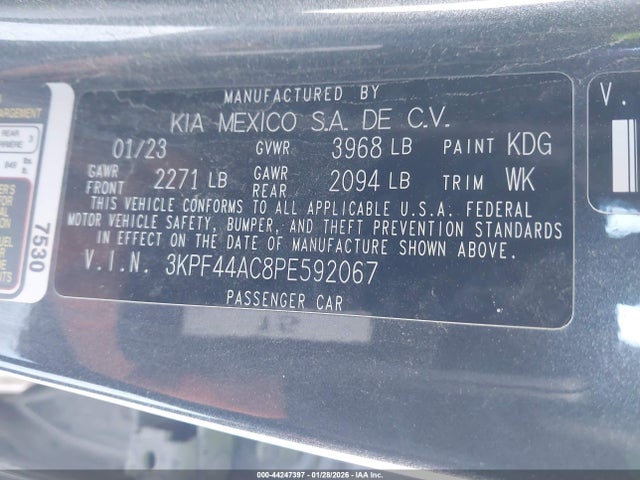 MANUFACTURED BY
KIA MEXICO S.A. DE C.V.
01/23 GVWR 3968 LB PAINT KDG
GAWR FRONT 2271 LB GAWR REAR 2094 LB TRIM WK
THIS VEHICLE CONFORMS TO ALL APPLICABLE U.S.A. FEDERAL
MOTOR VEHICLE SAFETY, BUMPER, AND THEFT PREVENTION STANDARDS
IN EFFECT ON THE DATE OF MANUFACTURE SHOWN ABOVE.
V.I.N. 3KPF44AC8PE592067
PASSENGER CAR
7530
REAR
3
V.
000-44247397 - 01/28/2026 - IAA Inc.